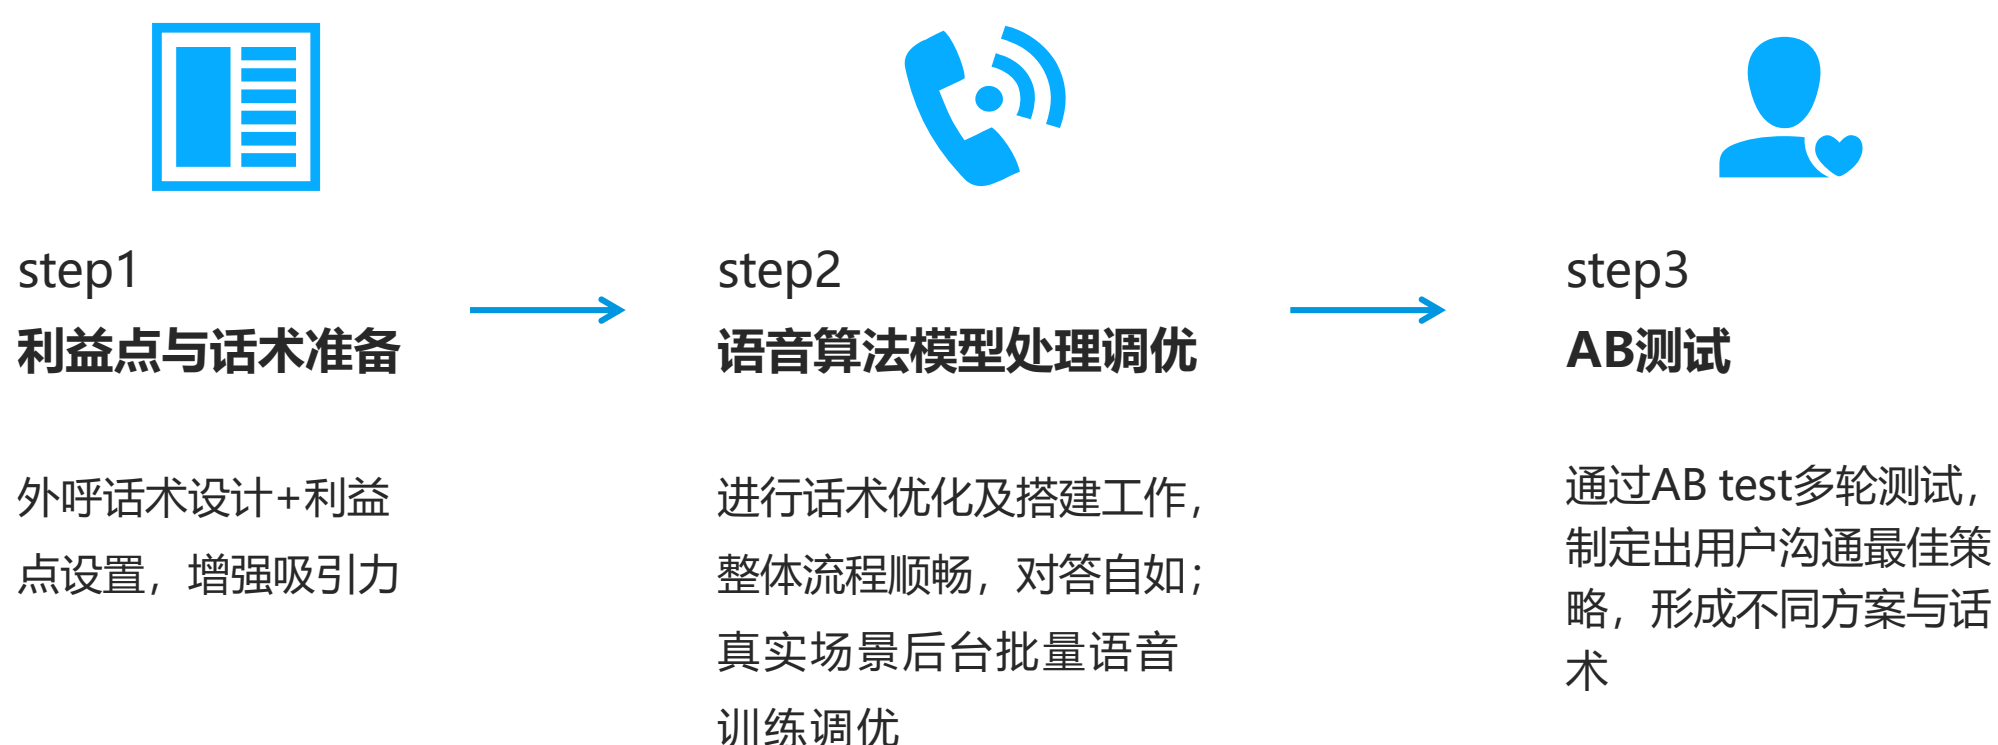 step1
利益点与话术准备
外呼话术设计+利益
点设置，增强吸引力
step2
语音算法模型处理调优
进行话术优化及搭建工作，
整体流程顺畅，对答自如；
真实场景后台批量语音
训练调优
step3
AB测试
通过AB test多轮测试，
制定出用户沟通最佳策
略，形成不同方案与话
术